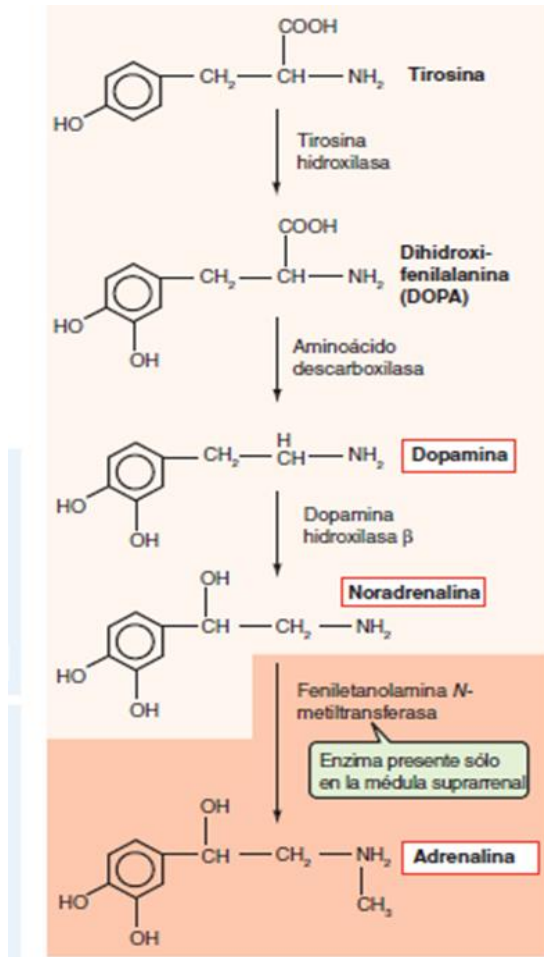 COOH
CH₂ CH NH₂ Tirosina
HO
Tirosina
hidroxilasa
COOH
CH₂ CH NH₂
Dihidroxi-
fenilalanina
(DOPA)
HO
OH
Aminoácido
descarboxilasa
H
CH₂ CH NH₂ Dopamina
HO
OH
Dopamina
hidroxilasa β
OH
Noradrenalina
CH CH₂ NH₂
HO
OH
Feniletanolamina N-
metiltransferasa
Enzima presente sólo
en la médula suprarrenal
OH
CH CH₂ NH₂ Adrenalina
HO
CH₃
OH